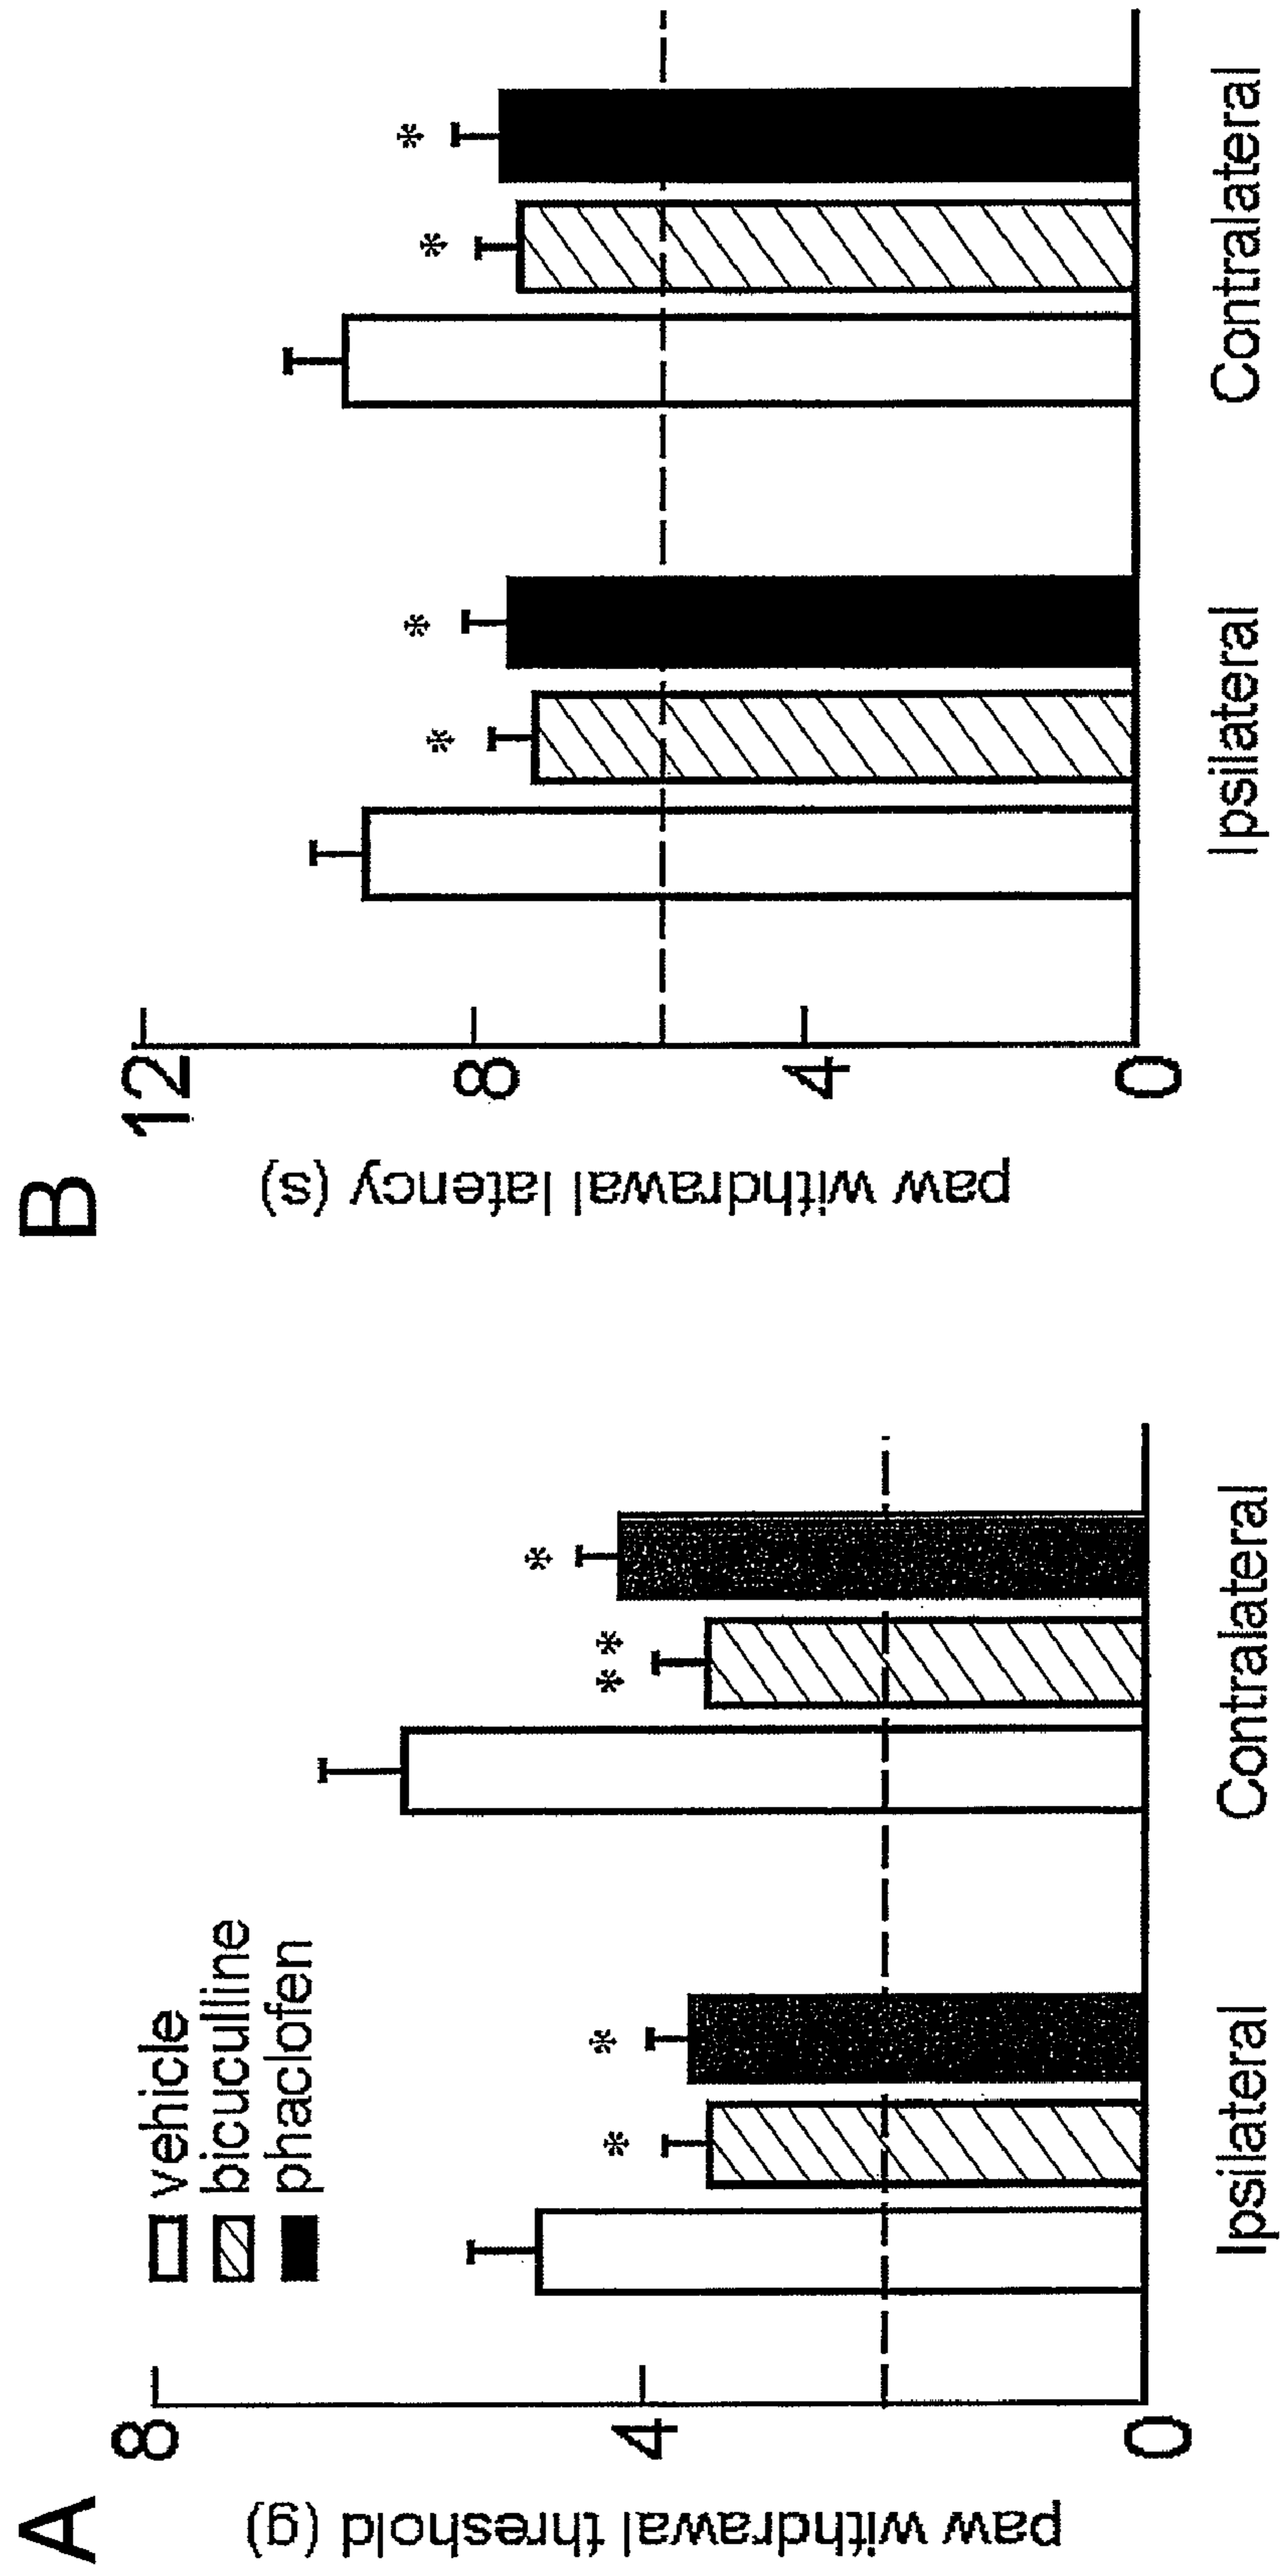 A
8
4
0
paw withdrawal threshold (g)
vehicle
bicuculline
phaclofen
*
*
**
*
Ipsilateral
Contralateral
B
12
8
4
0
paw withdrawal latency (s)
*
*
*
*
Ipsilateral
Contralateral